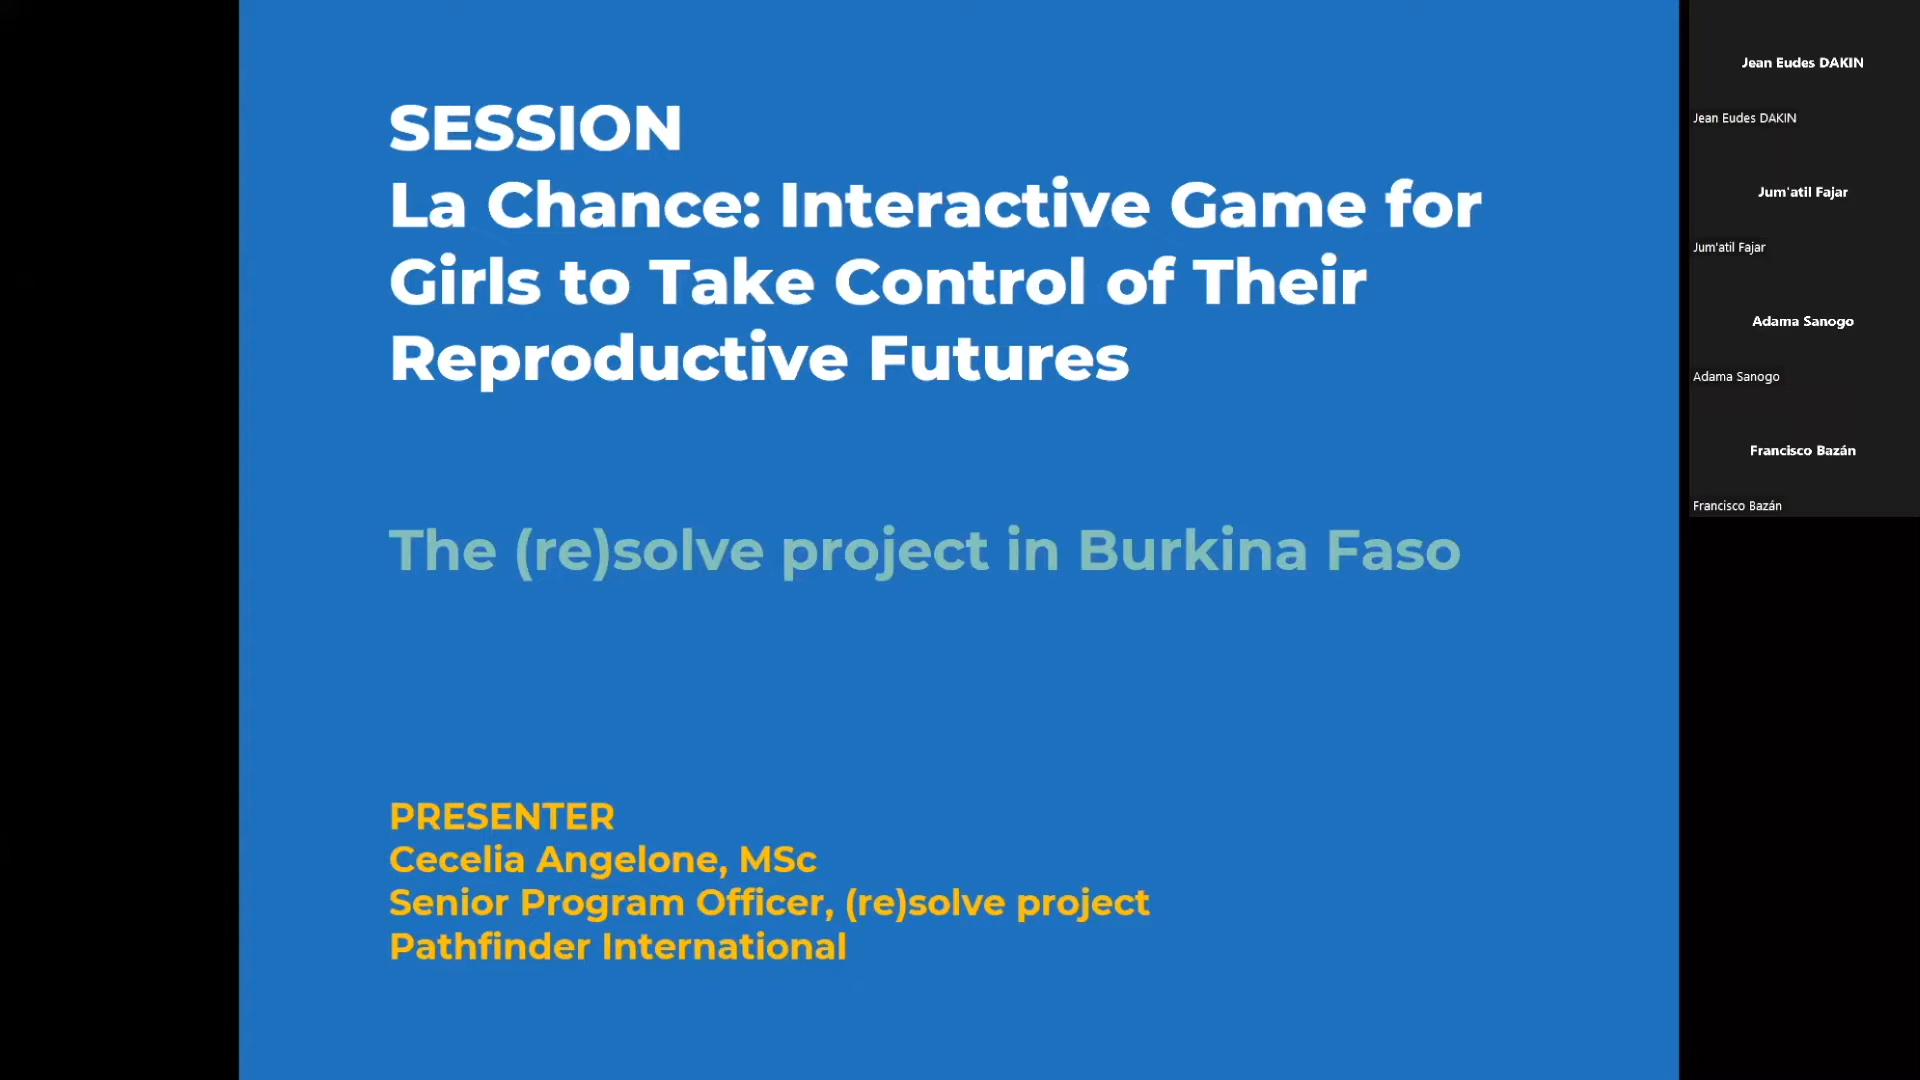 SESSION
La Chance: Interactive Game for
Girls to Take Control of Their
Reproductive Futures
The (re)solve project in Burkina Faso
PRESENTER
Cecelia Angelone, MSc
Senior Program Officer, (re)solve project
Pathfinder International
Jean Eudes DAKIN
Jean Eudes DAKIN
Jum'atil Fajar
Jum'atil Fajar
Adama Sanogo
Adama Sanogo
Francisco Bazán
Francisco Bazán